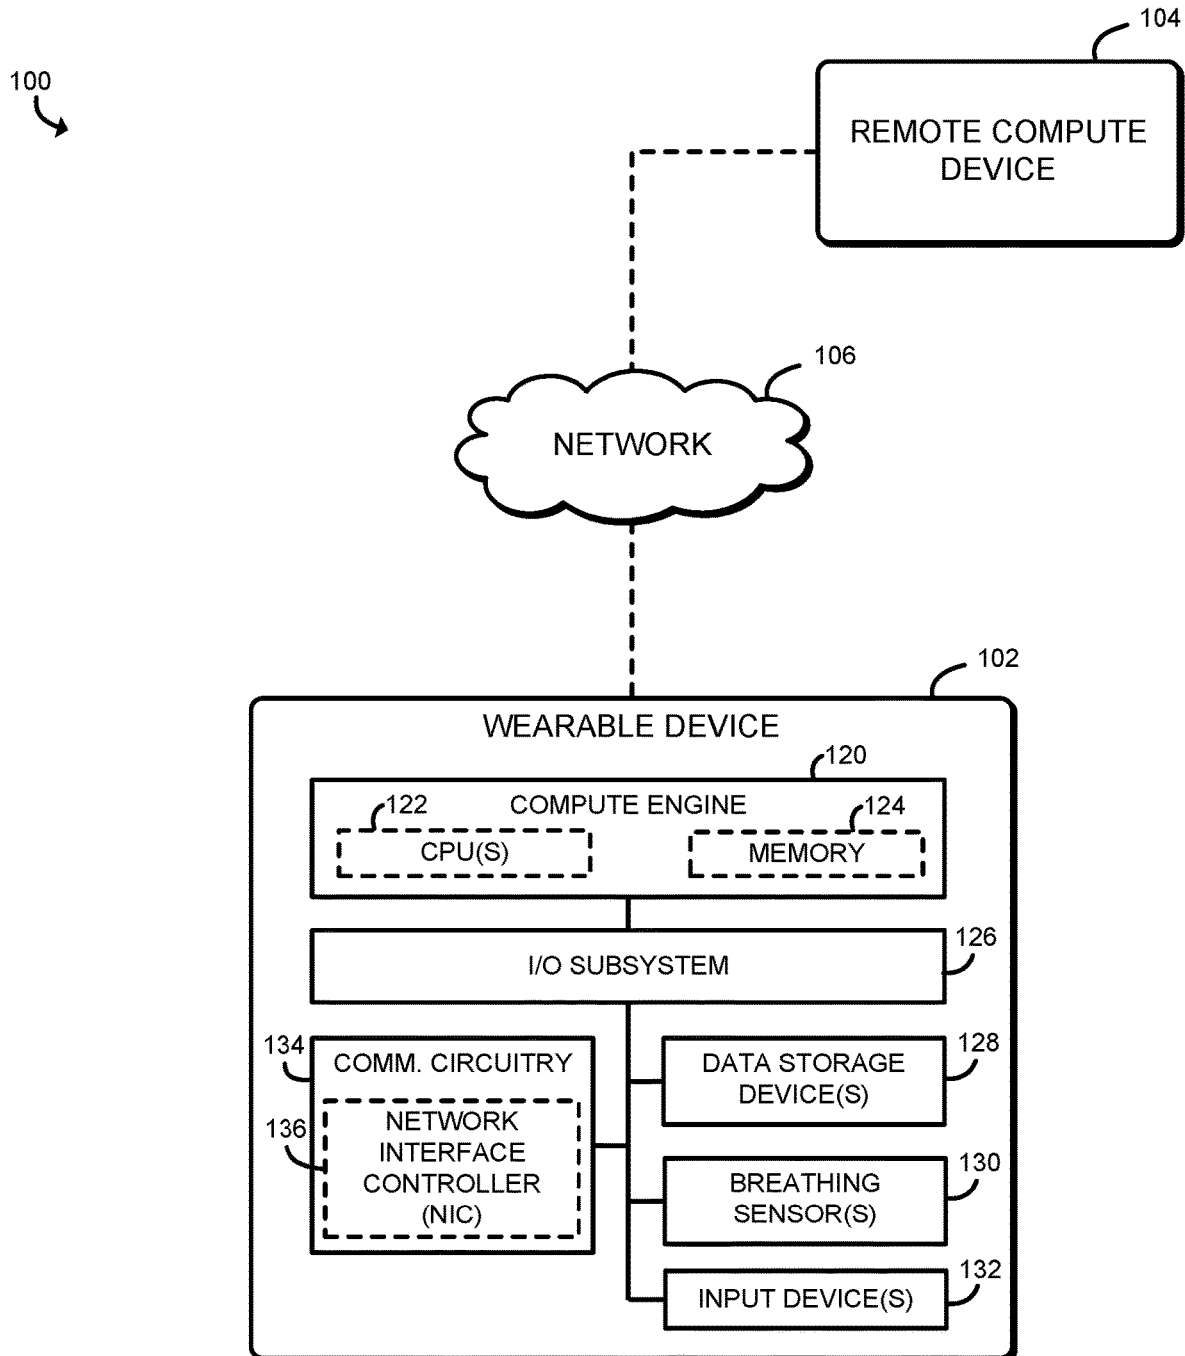 104
100
REMOTE COMPUTE
DEVICE
106
NETWORK
102
WEARABLE DEVICE
120
COMPUTE ENGINE
122
124
CPU(S)
MEMORY
126
I/O SUBSYSTEM
134
COMM. CIRCUITRY
128
DATA STORAGE
DEVICE(S)
136
NETWORK
INTERFACE
CONTROLLER
(NIC)
130
BREATHING
SENSOR(S)
132
INPUT DEVICE(S)